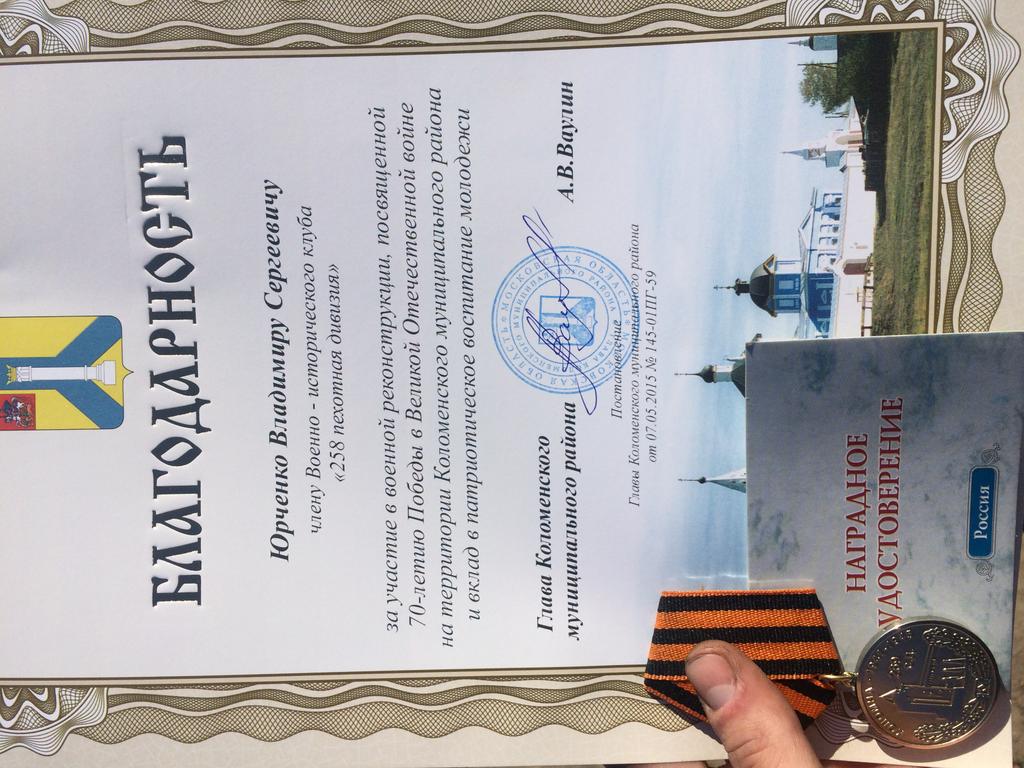 БЛАГОДАРНОСТЬ
Юрченко Владимиру Сергеевичу
члену Военно - исторического клуба
«258 пехотная дивизия»
за участие в военной реконструкции, посвященной
70-летию Победы в Великой Отечественной войне
на территории Коломенского муниципального района
и вклад в патриотическое воспитание молодежи
Глава Коломенского
муниципального района
А.В.Ваулин
МОСКОВСКАЯ ОБЛАСТЬ
Постановление
Главы Коломенского муниципального района
от 07.05.2015 № 145-01ПГ-59
НАГРАДНОЕ
УДОСТОВЕРЕНИЕ
Россия